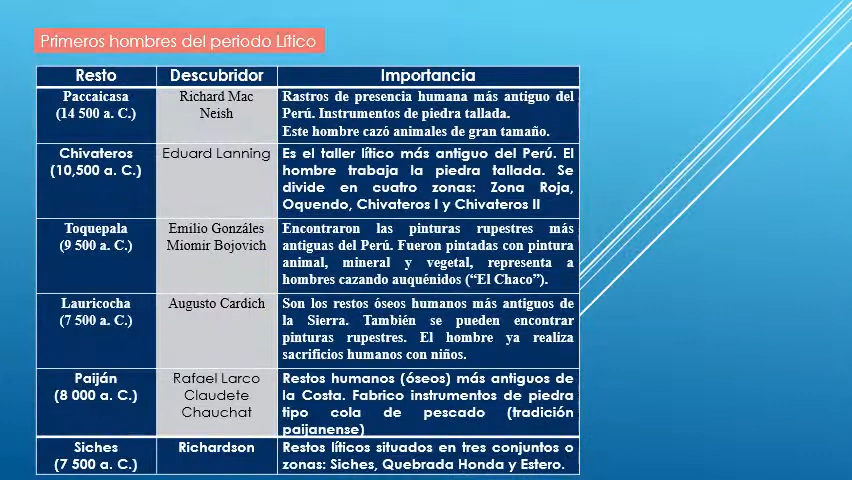 Primeros hombres del periodo Lítico
Resto Descubridor Importancia
Paccaicasa
(14 500 a. C.)
Richard Mac
Neish
Rastros de presencia humana más antiguo del
Perú. Instrumentos de piedra tallada.
Este hombre cazó animales de gran tamaño.
Chivateros
(10,500 a. C.)
Eduard Lanning
Es el taller lítico más antiguo del Perú. El
hombre trabaja la piedra tallada. Se
divide en cuatro zonas: Zona Roja,
Oquendo, Chivateros I y Chivateros II
Toquepala
(9 500 a. C.)
Emilio Gonzáles
Miomir Bojovich
Encontraron las pinturas rupestres más
antiguas del Perú. Fueron pintadas con pintura
animal, mineral y vegetal, representa a
hombres cazando auquénidos (“El Chaco”).
Lauricocha
(7 500 a. C.)
Augusto Cardich
Son los restos óseos humanos más antiguos de
la Sierra. También se pueden encontrar
pinturas rupestres. El hombre ya realiza
sacrificios humanos con niños.
Paiján
(8 000 a. C.)
Rafael Larco
Claudete
Chauchat
Restos humanos (óseos) más antiguos de
la Costa. Fabrico instrumentos de piedra
tipo cola de pescado (tradición
paijanense)
Siches
(7 500 a. C.)
Richardson
Restos líticos situados en tres conjuntos o
zonas: Siches, Quebrada Honda y Estero.